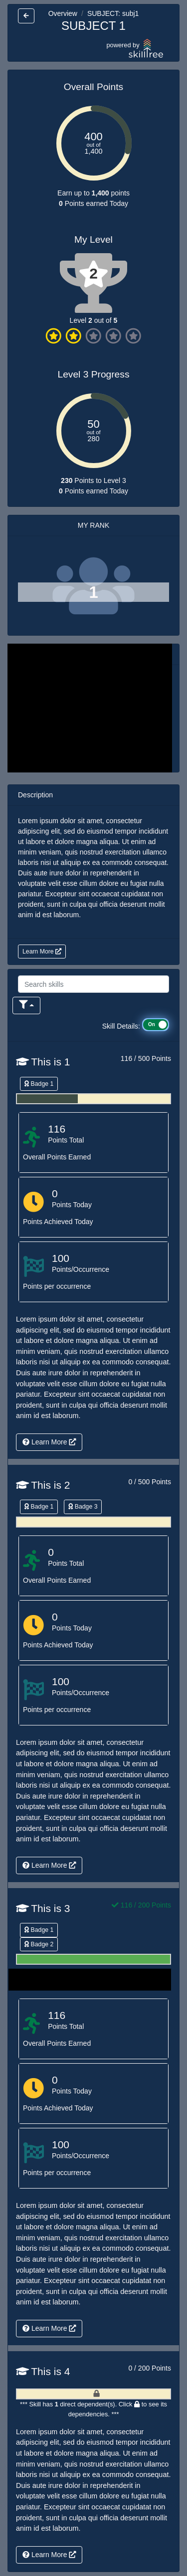 Overview / SUBJECT: subj1
SUBJECT 1
powered by
skilltree
Overall Points
400
out of
1,400
Earn up to 1,400 points
0 Points earned Today
My Level
2
Level 2 out of 5
Level 3 Progress
50
out of
280
230 Points to Level 3
0 Points earned Today
MY RANK
1
Description
Lorem ipsum dolor sit amet, consectetur
adipiscing elit, sed do eiusmod tempor incididunt
ut labore et dolore magna aliqua. Ut enim ad
minim veniam, quis nostrud exercitation ullamco
laboris nisi ut aliquip ex ea commodo consequat.
Duis aute irure dolor in reprehenderit in
voluptate velit esse cillum dolore eu fugiat nulla
pariatur. Excepteur sint occaecat cupidatat non
proident, sunt in culpa qui officia deserunt mollit
anim id est laborum.
Learn More
Search skills
Skill Details: On
This is 1
116 / 500 Points
Badge 1
116
Points Total
Overall Points Earned
0
Points Today
Points Achieved Today
100
Points/Occurrence
Points per occurrence
Lorem ipsum dolor sit amet, consectetur
adipiscing elit, sed do eiusmod tempor incididunt
ut labore et dolore magna aliqua. Ut enim ad
minim veniam, quis nostrud exercitation ullamco
laboris nisi ut aliquip ex ea commodo consequat.
Duis aute irure dolor in reprehenderit in
voluptate velit esse cillum dolore eu fugiat nulla
pariatur. Excepteur sint occaecat cupidatat non
proident, sunt in culpa qui officia deserunt mollit
anim id est laborum.
Learn More
This is 2
0 / 500 Points
Badge 1 Badge 3
0
Points Total
Overall Points Earned
0
Points Today
Points Achieved Today
100
Points/Occurrence
Points per occurrence
Lorem ipsum dolor sit amet, consectetur
adipiscing elit, sed do eiusmod tempor incididunt
ut labore et dolore magna aliqua. Ut enim ad
minim veniam, quis nostrud exercitation ullamco
laboris nisi ut aliquip ex ea commodo consequat.
Duis aute irure dolor in reprehenderit in
voluptate velit esse cillum dolore eu fugiat nulla
pariatur. Excepteur sint occaecat cupidatat non
proident, sunt in culpa qui officia deserunt mollit
anim id est laborum.
Learn More
This is 3
116 / 200 Points
Badge 1
Badge 2
116
Points Total
Overall Points Earned
0
Points Today
Points Achieved Today
100
Points/Occurrence
Points per occurrence
Lorem ipsum dolor sit amet, consectetur
adipiscing elit, sed do eiusmod tempor incididunt
ut labore et dolore magna aliqua. Ut enim ad
minim veniam, quis nostrud exercitation ullamco
laboris nisi ut aliquip ex ea commodo consequat.
Duis aute irure dolor in reprehenderit in
voluptate velit esse cillum dolore eu fugiat nulla
pariatur. Excepteur sint occaecat cupidatat non
proident, sunt in culpa qui officia deserunt mollit
anim id est laborum.
Learn More
This is 4
0 / 200 Points
*** Skill has 1 direct dependent(s). Click to see its
dependencies. ***
Lorem ipsum dolor sit amet, consectetur
adipiscing elit, sed do eiusmod tempor incididunt
ut labore et dolore magna aliqua. Ut enim ad
minim veniam, quis nostrud exercitation ullamco
laboris nisi ut aliquip ex ea commodo consequat.
Duis aute irure dolor in reprehenderit in
voluptate velit esse cillum dolore eu fugiat nulla
pariatur. Excepteur sint occaecat cupidatat non
proident, sunt in culpa qui officia deserunt mollit
anim id est laborum.
Learn More